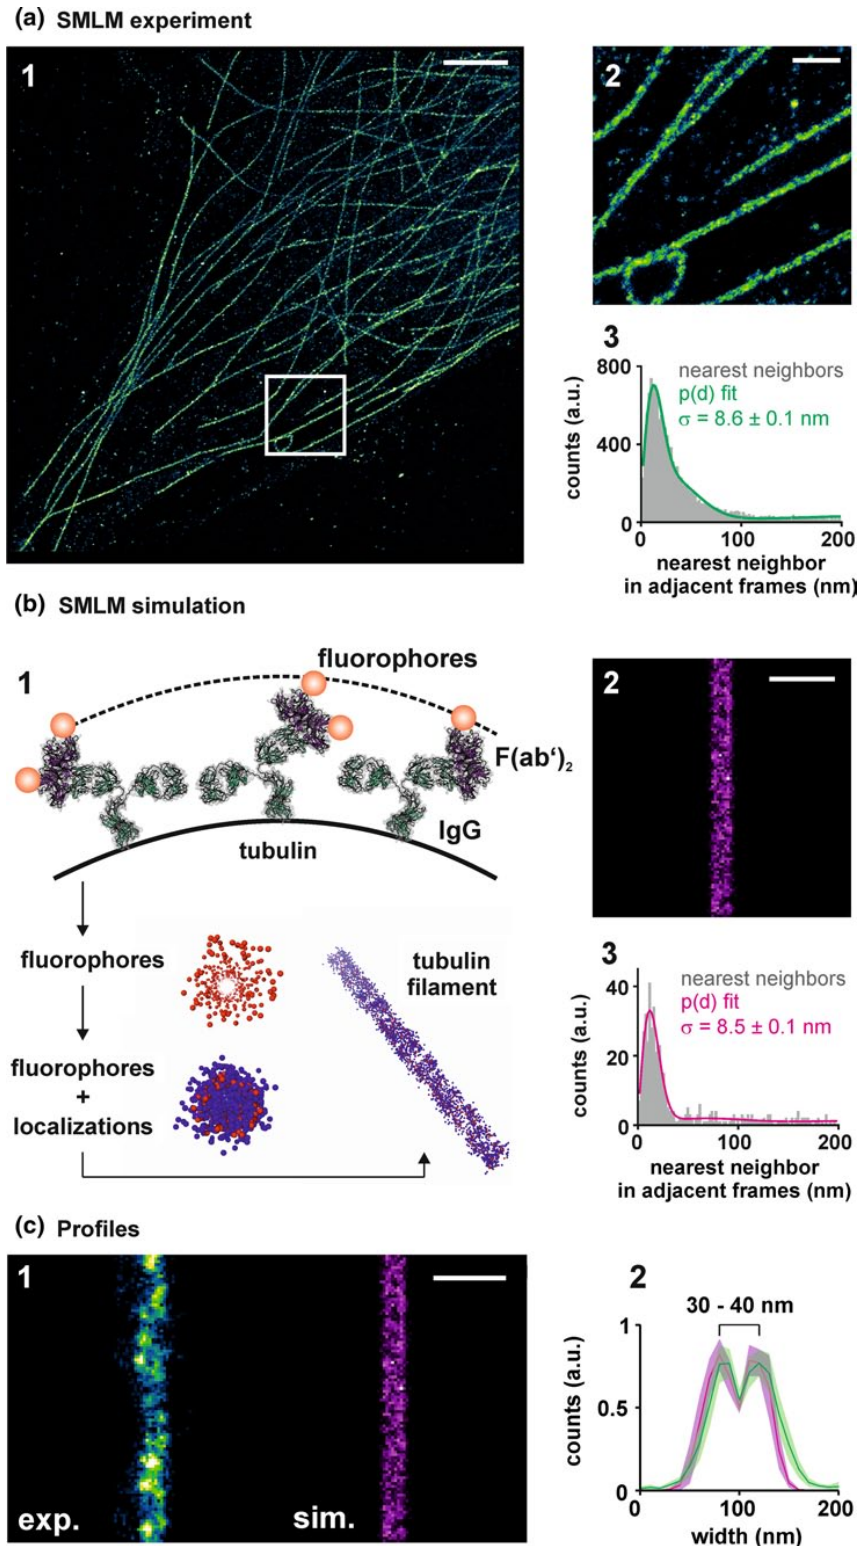 (a) SMLM experiment
1
2
3
800
400
0
counts (a.u.)
nearest neighbors
p(d) fit
σ = 8.6 ± 0.1 nm
0
100
200
nearest neighbor
in adjacent frames (nm)
(b) SMLM simulation
1
fluorophores
F(ab')₂
IgG
tubulin
fluorophores
tubulin
filament
fluorophores
+
localizations
2
3
40
20
0
counts (a.u.)
nearest neighbors
p(d) fit
σ = 8.5 ± 0.1 nm
0
100
200
nearest neighbor
in adjacent frames (nm)
(c) Profiles
1
exp.
sim.
2
30 - 40 nm
1
0.5
0
counts (a.u.)
0
100
200
width (nm)